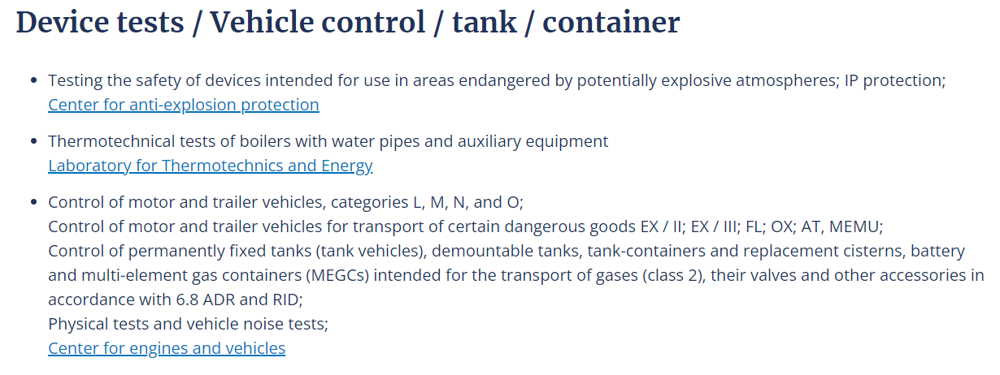 Device tests / Vehicle control / tank / container
Testing the safety of devices intended for use in areas endangered by potentially explosive atmospheres; IP protection;
Center for anti-explosion protection
Thermotechnical tests of boilers with water pipes and auxiliary equipment
Laboratory for Thermotechnics and Energy
Control of motor and trailer vehicles, categories L, M, N, and O;
Control of motor and trailer vehicles for transport of certain dangerous goods EX / II; EX / III; FL; OX; AT, MEMU;
Control of permanently fixed tanks (tank vehicles), demountable tanks, tank-containers and replacement cisterns, battery
and multi-element gas containers (MEGCs) intended for the transport of gases (class 2), their valves and other accessories in
accordance with 6.8 ADR and RID;
Physical tests and vehicle noise tests;
Center for engines and vehicles